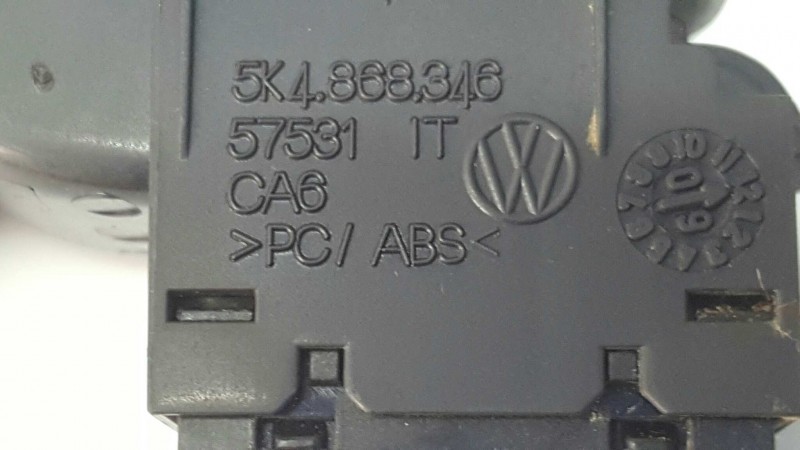 5K4.868.346
57531 IT
CA6
>PC/ ABS<